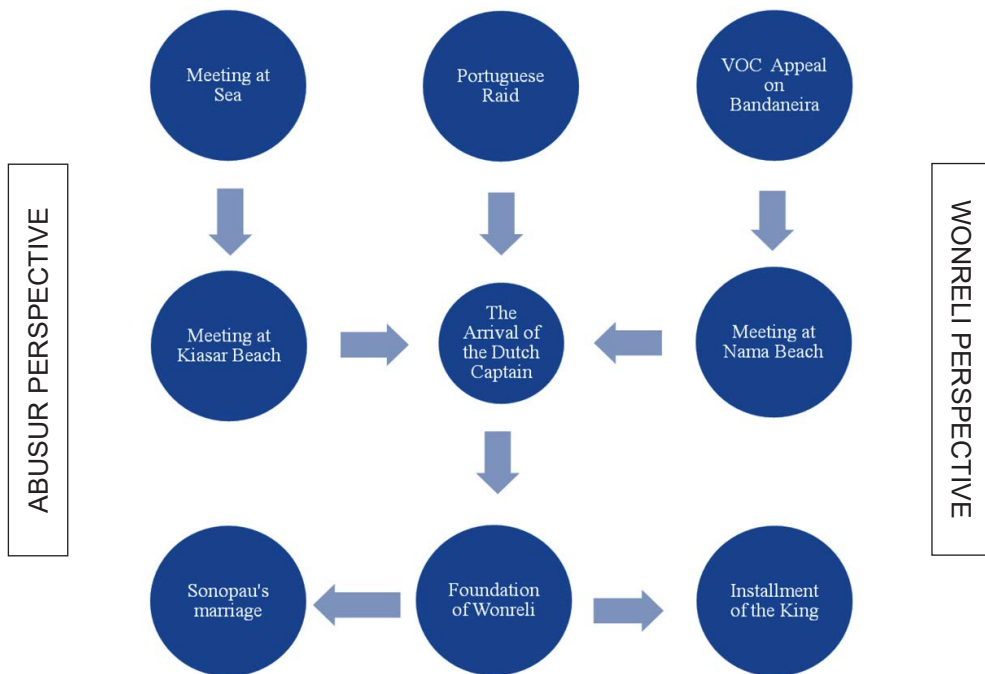 Meeting at
Sea
Portuguese
Raid
VOC Appeal
on
Bandaneira
ABUSUR PERSPECTIVE
WONRELI PERSPECTIVE
Meeting at
Kiasar Beach
The
Arrival of
the Dutch
Captain
Meeting at
Nama Beach
Sonopau's
marriage
Foundation
of Wonreli
Installment
of the King